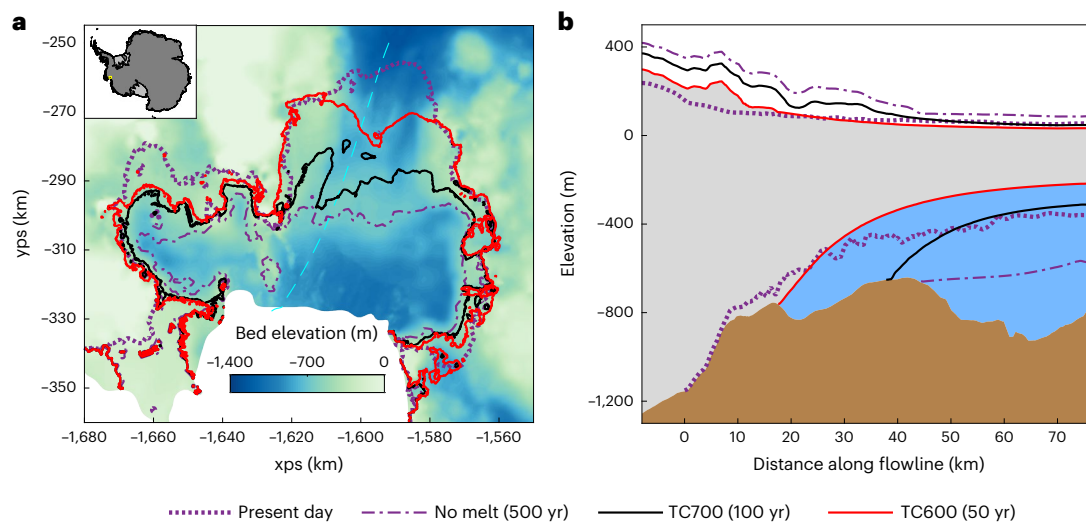 a
b
−250
−270
−290
−310
−330
−350
yps (km)
Bed elevation (m)
−1,400 −700 0
−1,680 −1,660 −1,640 −1,620 −1,600 −1,580 −1,560
xps (km)
400
0
−400
−800
−1,200
Elevation (m)
0 10 20 30 40 50 60 70
Distance along flowline (km)
Present day No melt (500 yr) TC700 (100 yr) TC600 (50 yr)